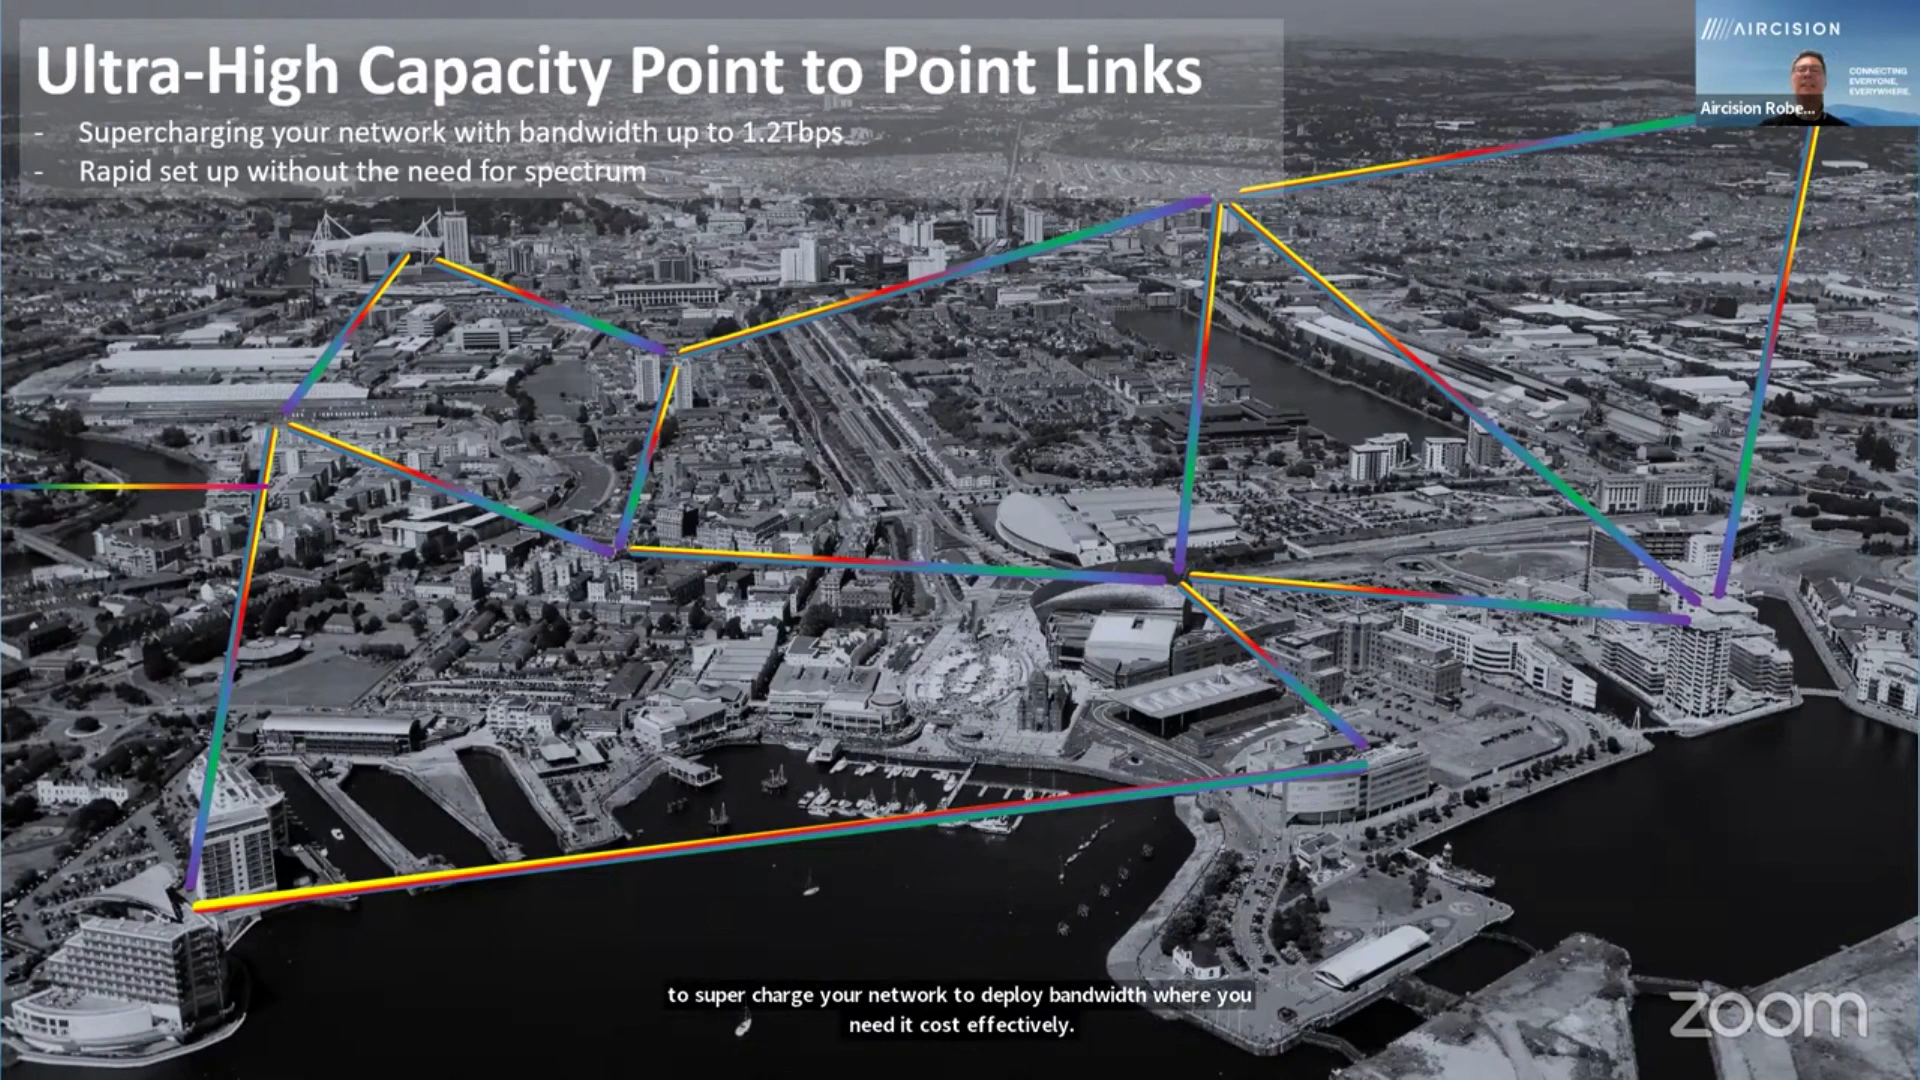 Ultra-High Capacity Point to Point Links
- Supercharging your network with bandwidth up to 1.2Tbps
- Rapid set up without the need for spectrum
AIRCISION
CONNECTING
EVERYONE,
EVERYWHERE.
Aircision Robe...
to super charge your network to deploy bandwidth where you
need it cost effectively.
zoom